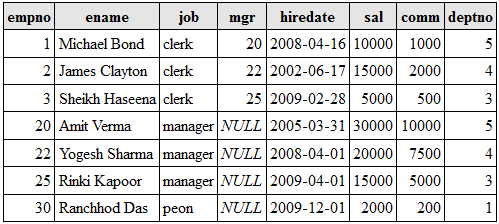 empno ename job mgr hiredate sal comm deptno
1 Michael Bond clerk 20 2008-04-16 10000 1000 5
2 James Clayton clerk 22 2002-06-17 15000 2000 4
3 Sheikh Haseena clerk 25 2009-02-28 5000 500 3
20 Amit Verma manager NULL 2005-03-31 30000 10000 5
22 Yogesh Sharma manager NULL 2008-04-01 20000 7500 4
25 Rinki Kapoor manager NULL 2009-04-01 15000 5000 3
30 Ranchhod Das peon NULL 2009-12-01 2000 200 1